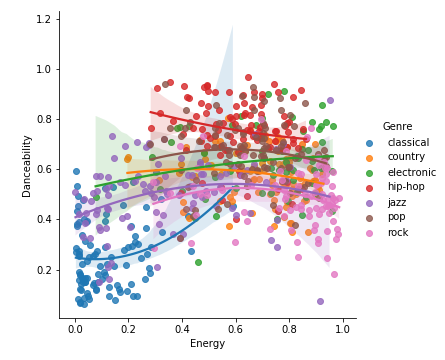 1.2
1.0
0.8
0.6
0.4
0.2
Danceability
0.0 0.2 0.4 0.6 0.8 1.0
Energy
Genre
classical
country
electronic
hip-hop
jazz
pop
rock